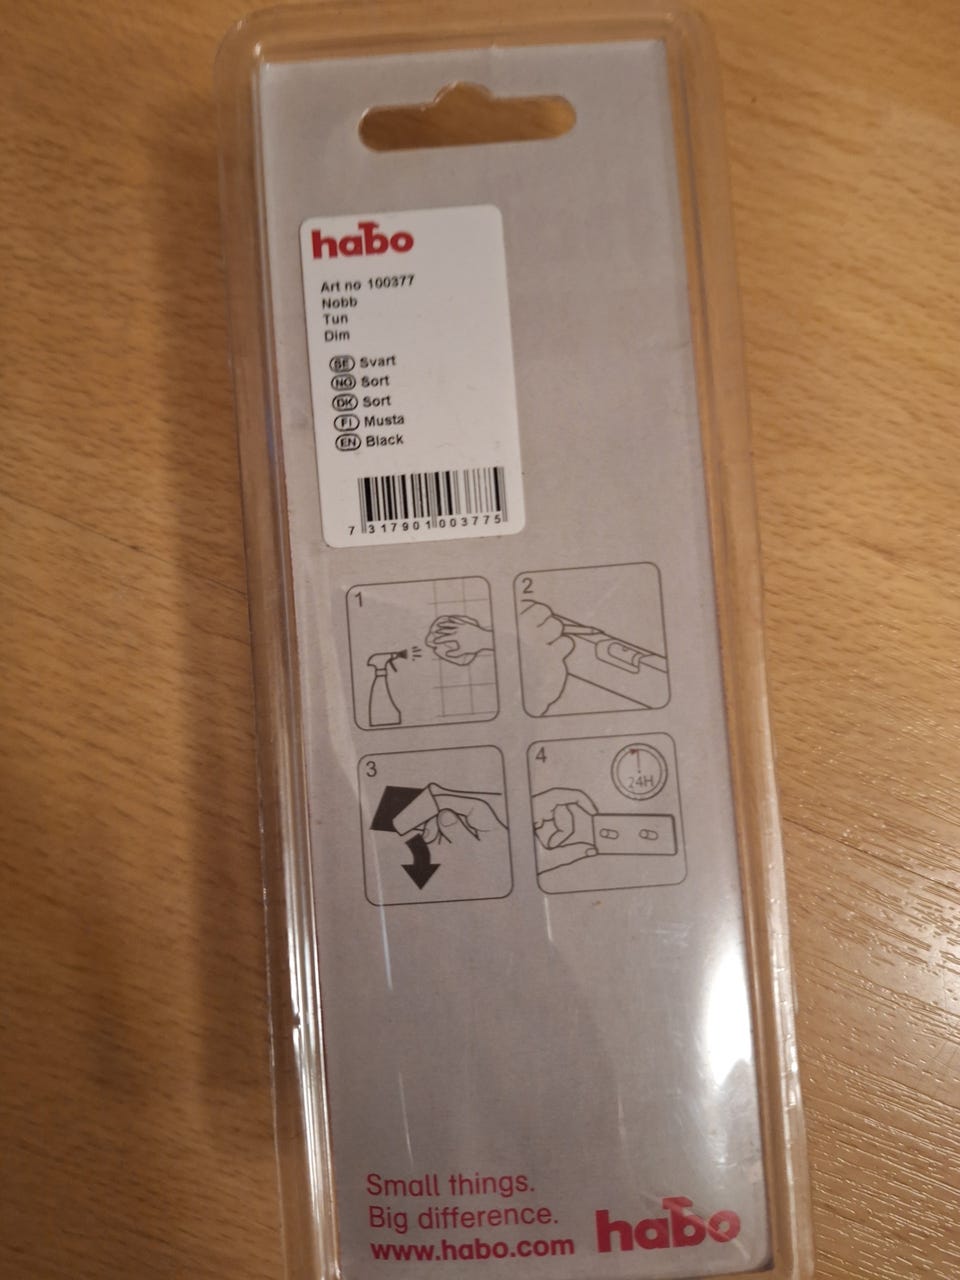 habo
Art no 100377
Nobb
Tun
Dim
SE Svart
NO Sort
DK Sort
FI Musta
EN Black
7 317901 003775
1
2
3
4
24H
Small things.
Big difference.
www.habo.com
habo